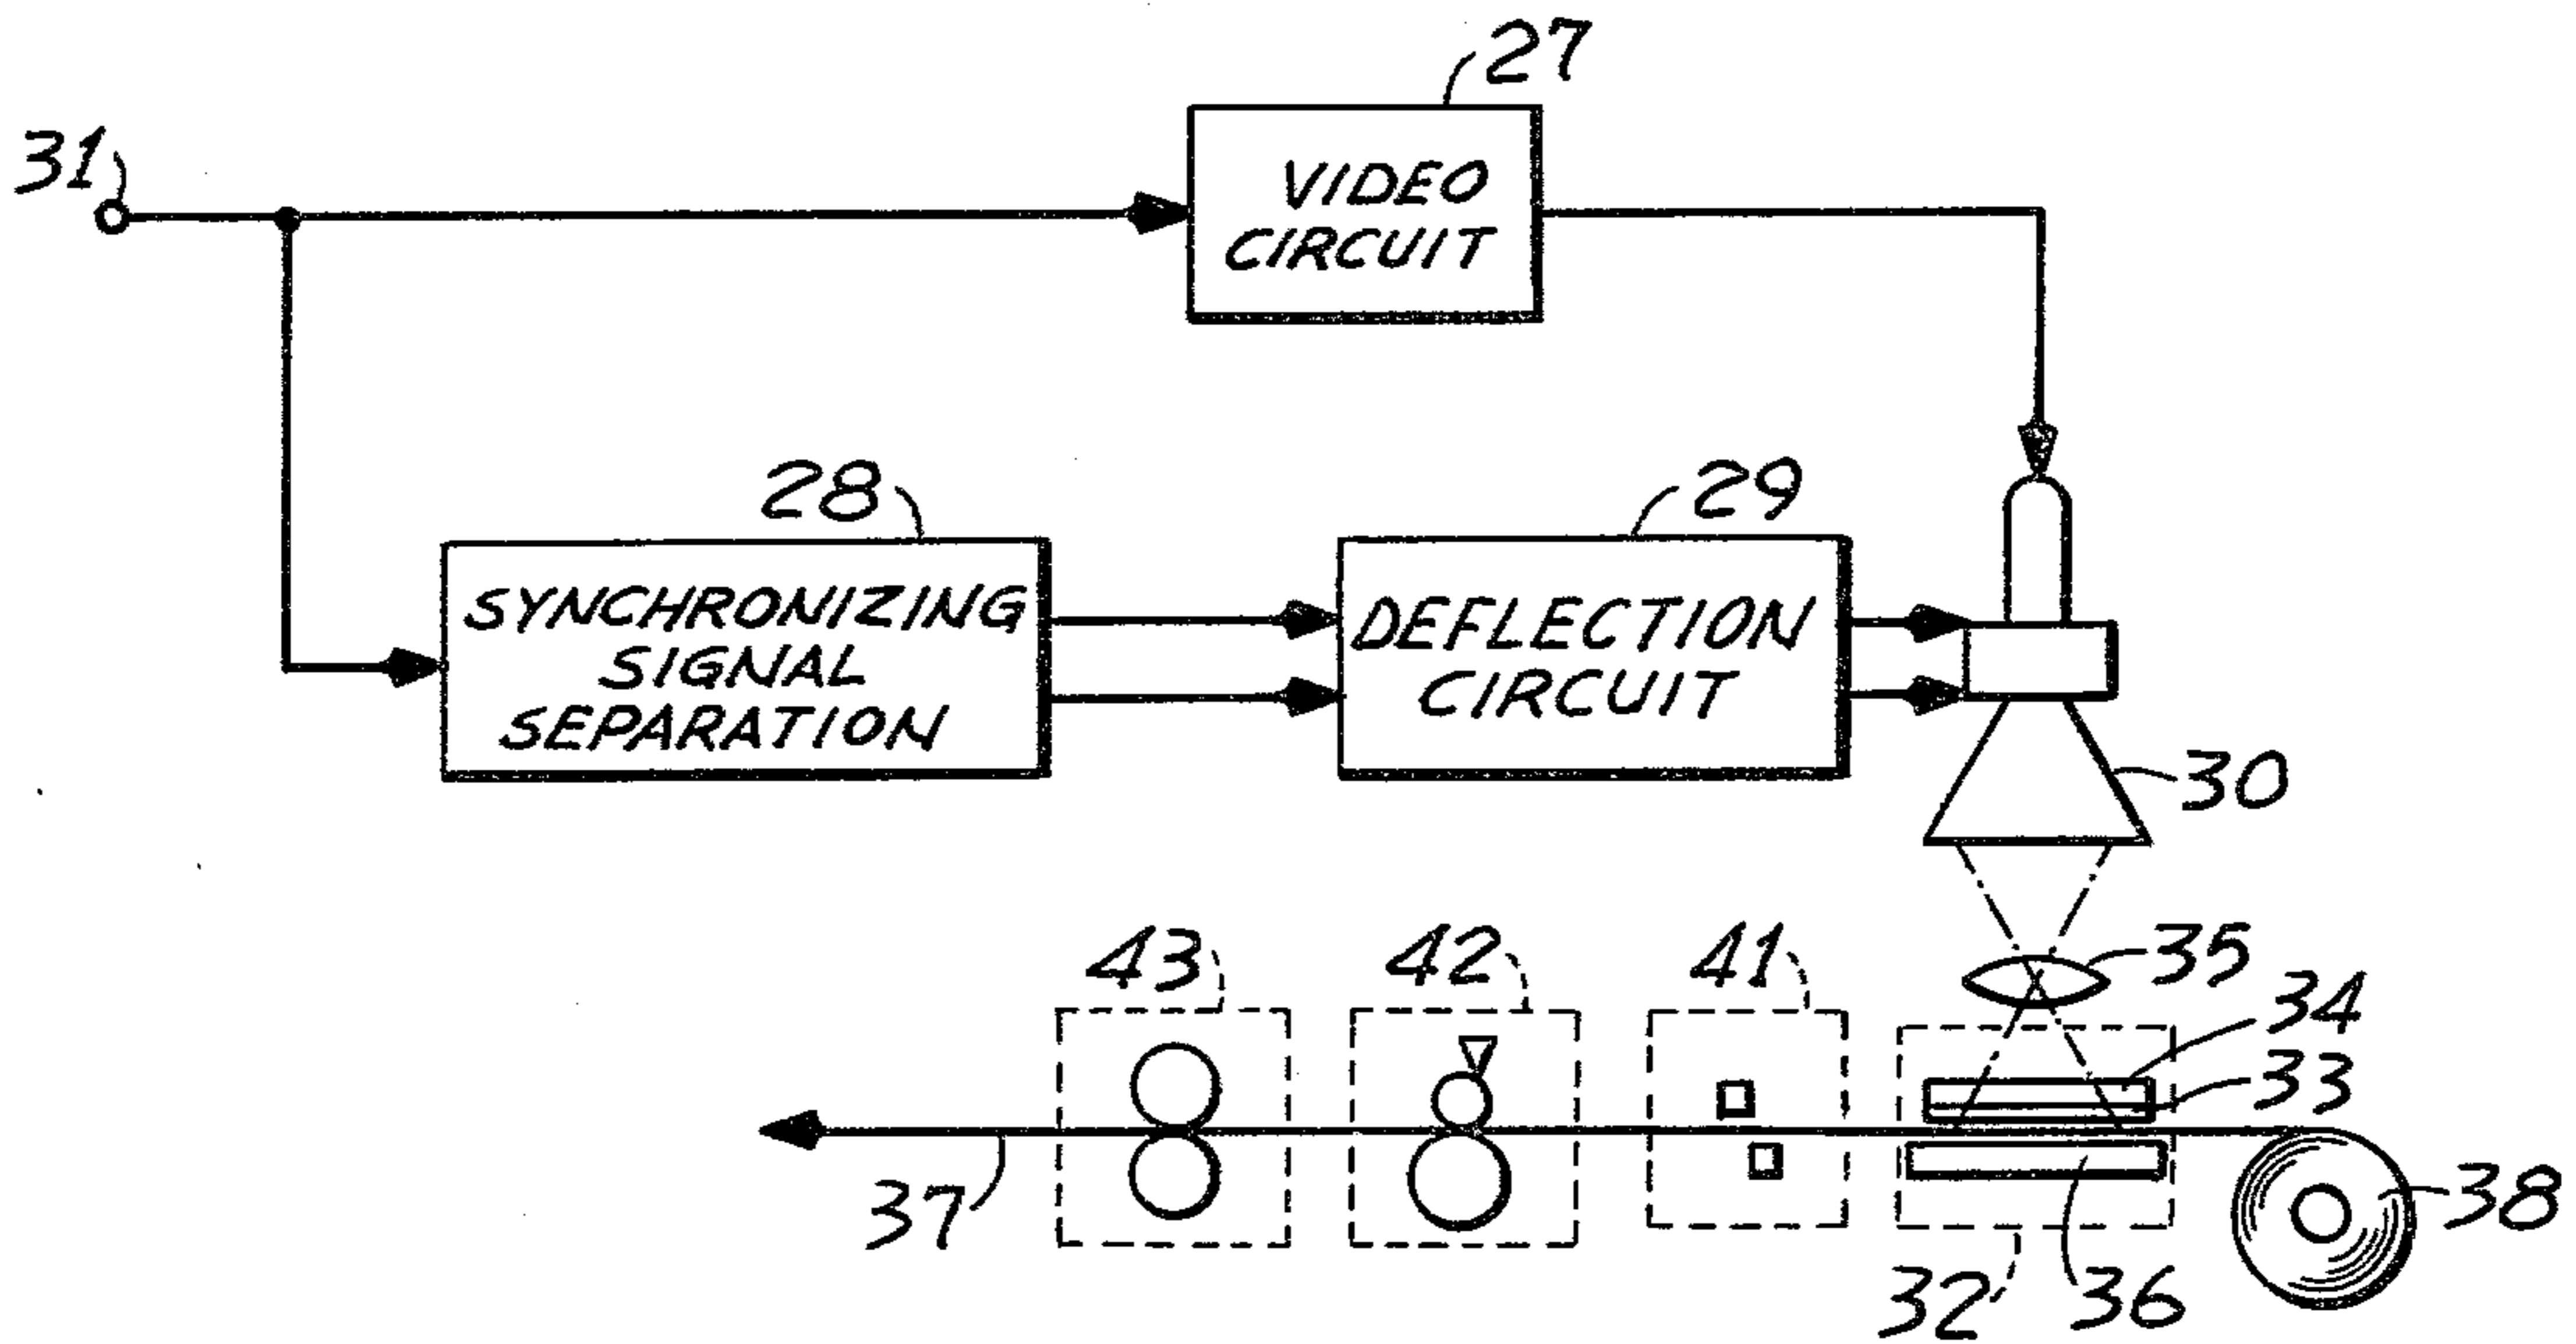 27
31
VIDEO
CIRCUIT
28
29
SYNCHRONIZING
SIGNAL
SEPARATION
DEFLECTION
CIRCUIT
30
43
42
41
35
34
33
37
38
32
36